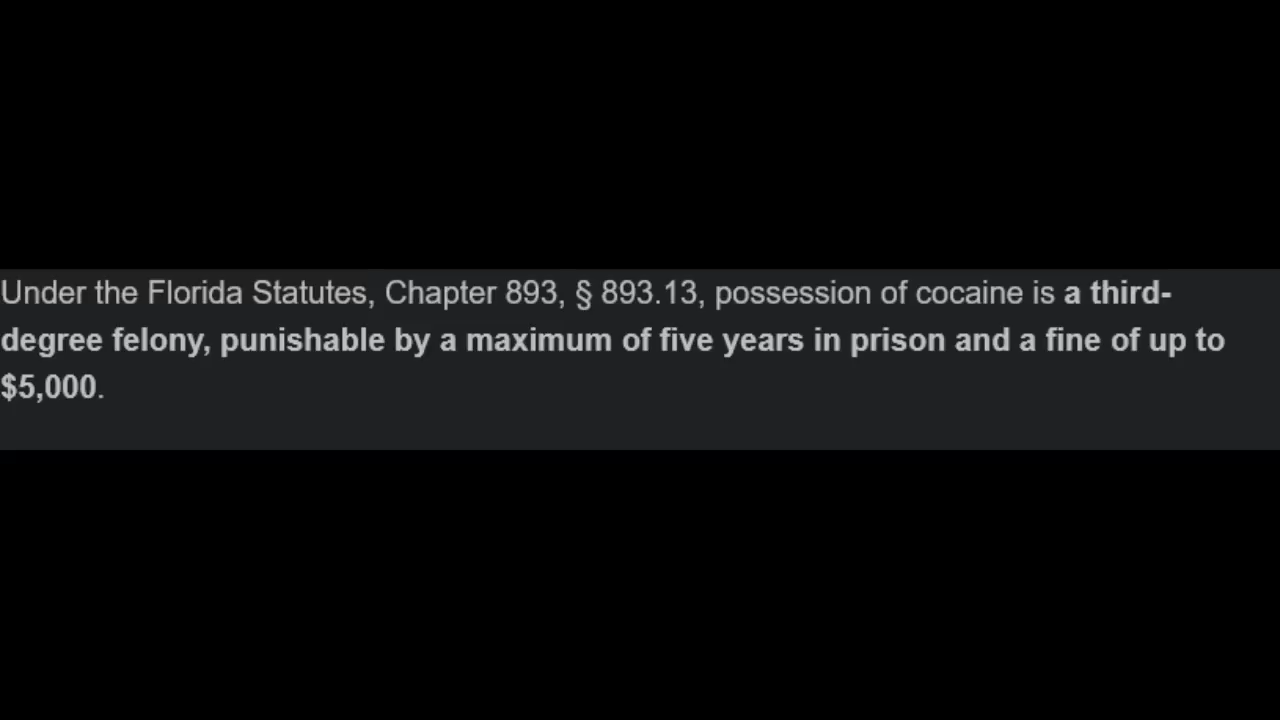 Under the Florida Statutes, Chapter 893, § 893.13, possession of cocaine is a third-
degree felony, punishable by a maximum of five years in prison and a fine of up to
$5,000.